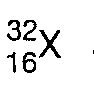 ³²₁₆X .